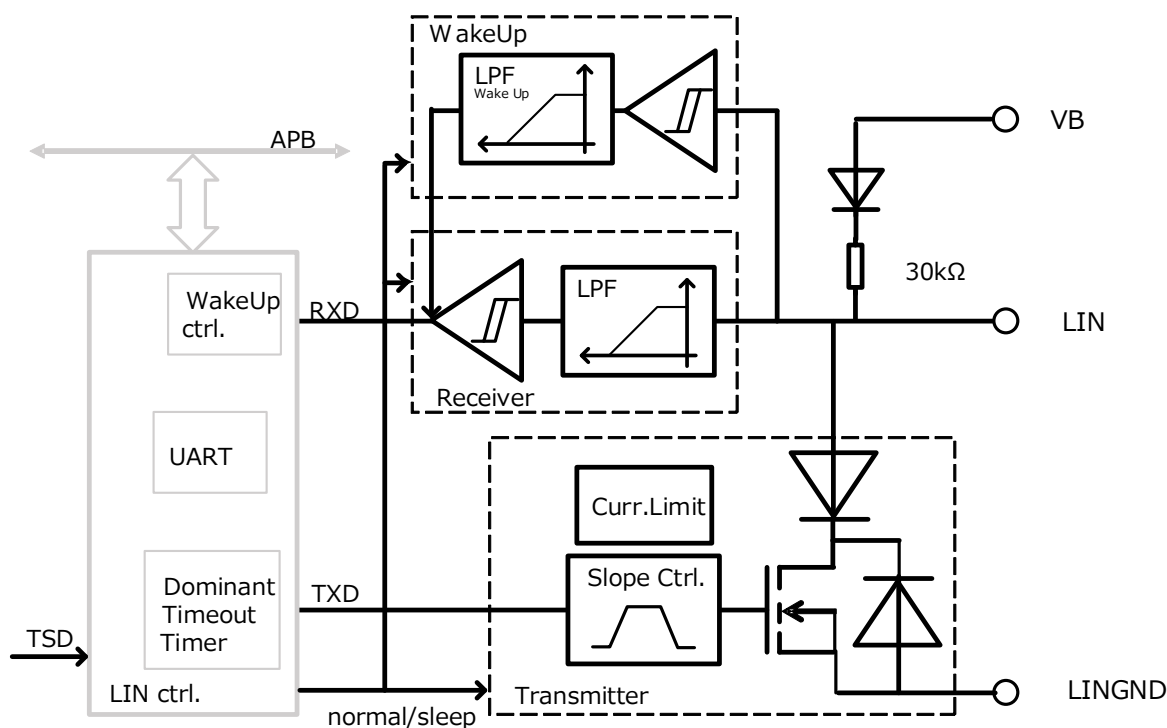 WakeUp
LPF
Wake Up
VB
APB
30kΩ
WakeUp
ctrl.
RXD
LPF
LIN
Receiver
UART
Curr.Limit
Dominant
Timeout
Timer
TXD
Slope Ctrl.
TSD
LIN ctrl.
normal/sleep
Transmitter
LINGND